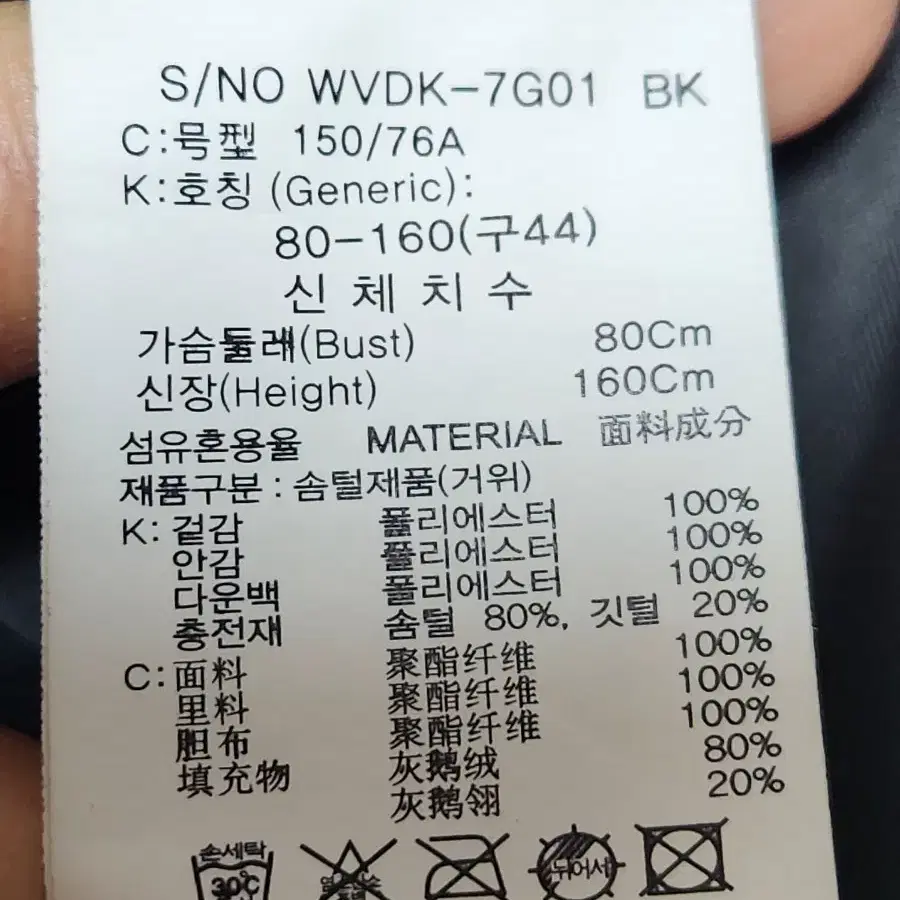 S/NO WVDK-7G01 BK
C:号型 150/76A
K:호칭 (Generic):
80-160(구44)
신 체 치 수
가슴둘레(Bust) 80Cm
신장(Height) 160Cm
섬유혼용율 MATERIAL 面料成分
제품구분 : 솜털제품(거위)
K: 겉감 폴리에스터 100%
안감 폴리에스터 100%
다운백 폴리에스터 100%
충전재 솜털 80%, 깃털 20%
C: 面料 聚酯纤维 100%
里料 聚酯纤维 100%
胆布 聚酯纤维 100%
填充物 灰鹅绒 80%
灰鹅翎 20%
손세탁
30℃
뉘어서